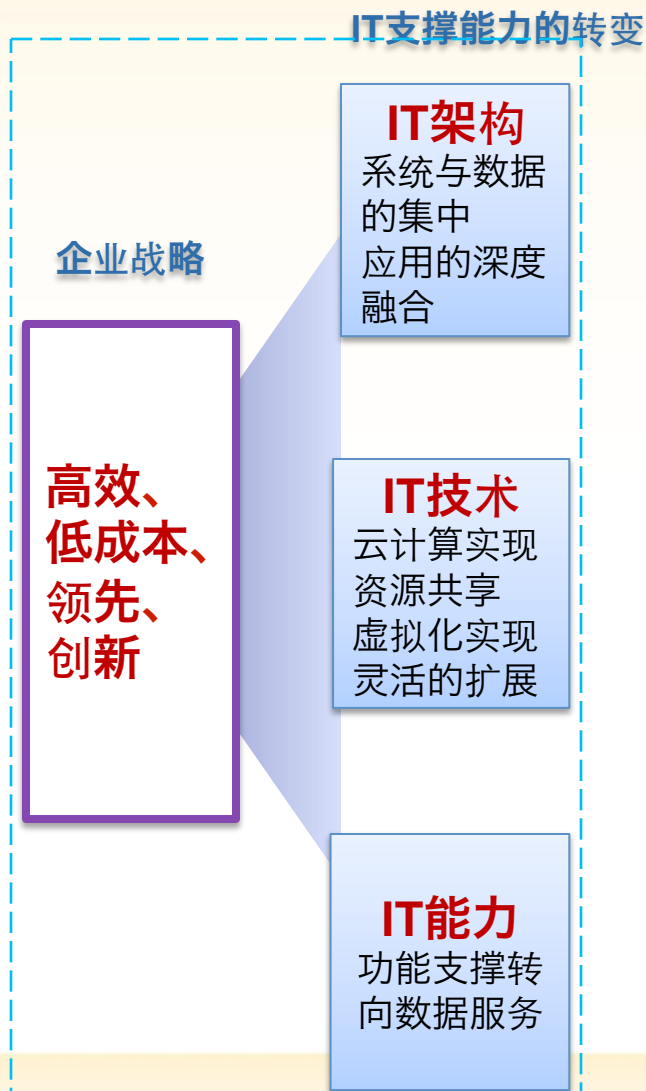 IT支撑能力的转变
企业战略
高效、
低成本、
领先、
创新
IT架构
系统与数据
的集中
应用的深度
融合
IT技术
云计算实现
资源共享
虚拟化实现
灵活的扩展
IT能力
功能支撑转
向数据服务